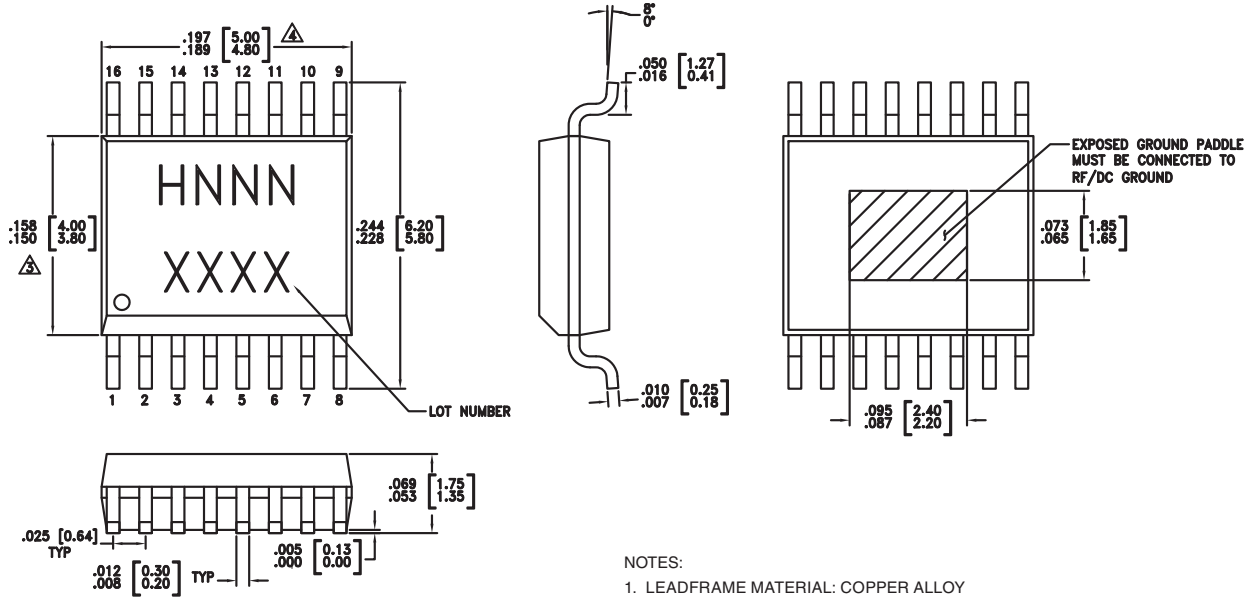 .197 [5.00] 4
.189 [4.80]
16 15 14 13 12 11 10 9
HNNN
XXXX
.158 [4.00]
.150 [3.80]
3
.244 [6.20]
.228 [5.80]
1 2 3 4 5 6 7 8
LOT NUMBER
8°
0°
.050 [1.27]
.016 [0.41]
.010 [0.25]
.007 [0.18]
EXPOSED GROUND PADDLE
MUST BE CONNECTED TO
RF/DC GROUND
.073 [1.85]
.065 [1.65]
.095 [2.40]
.087 [2.20]
.069 [1.75]
.053 [1.35]
.025 [0.64]
TYP
.012 [0.30]
.008 [0.20]
TYP
.005 [0.13]
.000 [0.00]
NOTES:
1. LEADFRAME MATERIAL: COPPER ALLOY